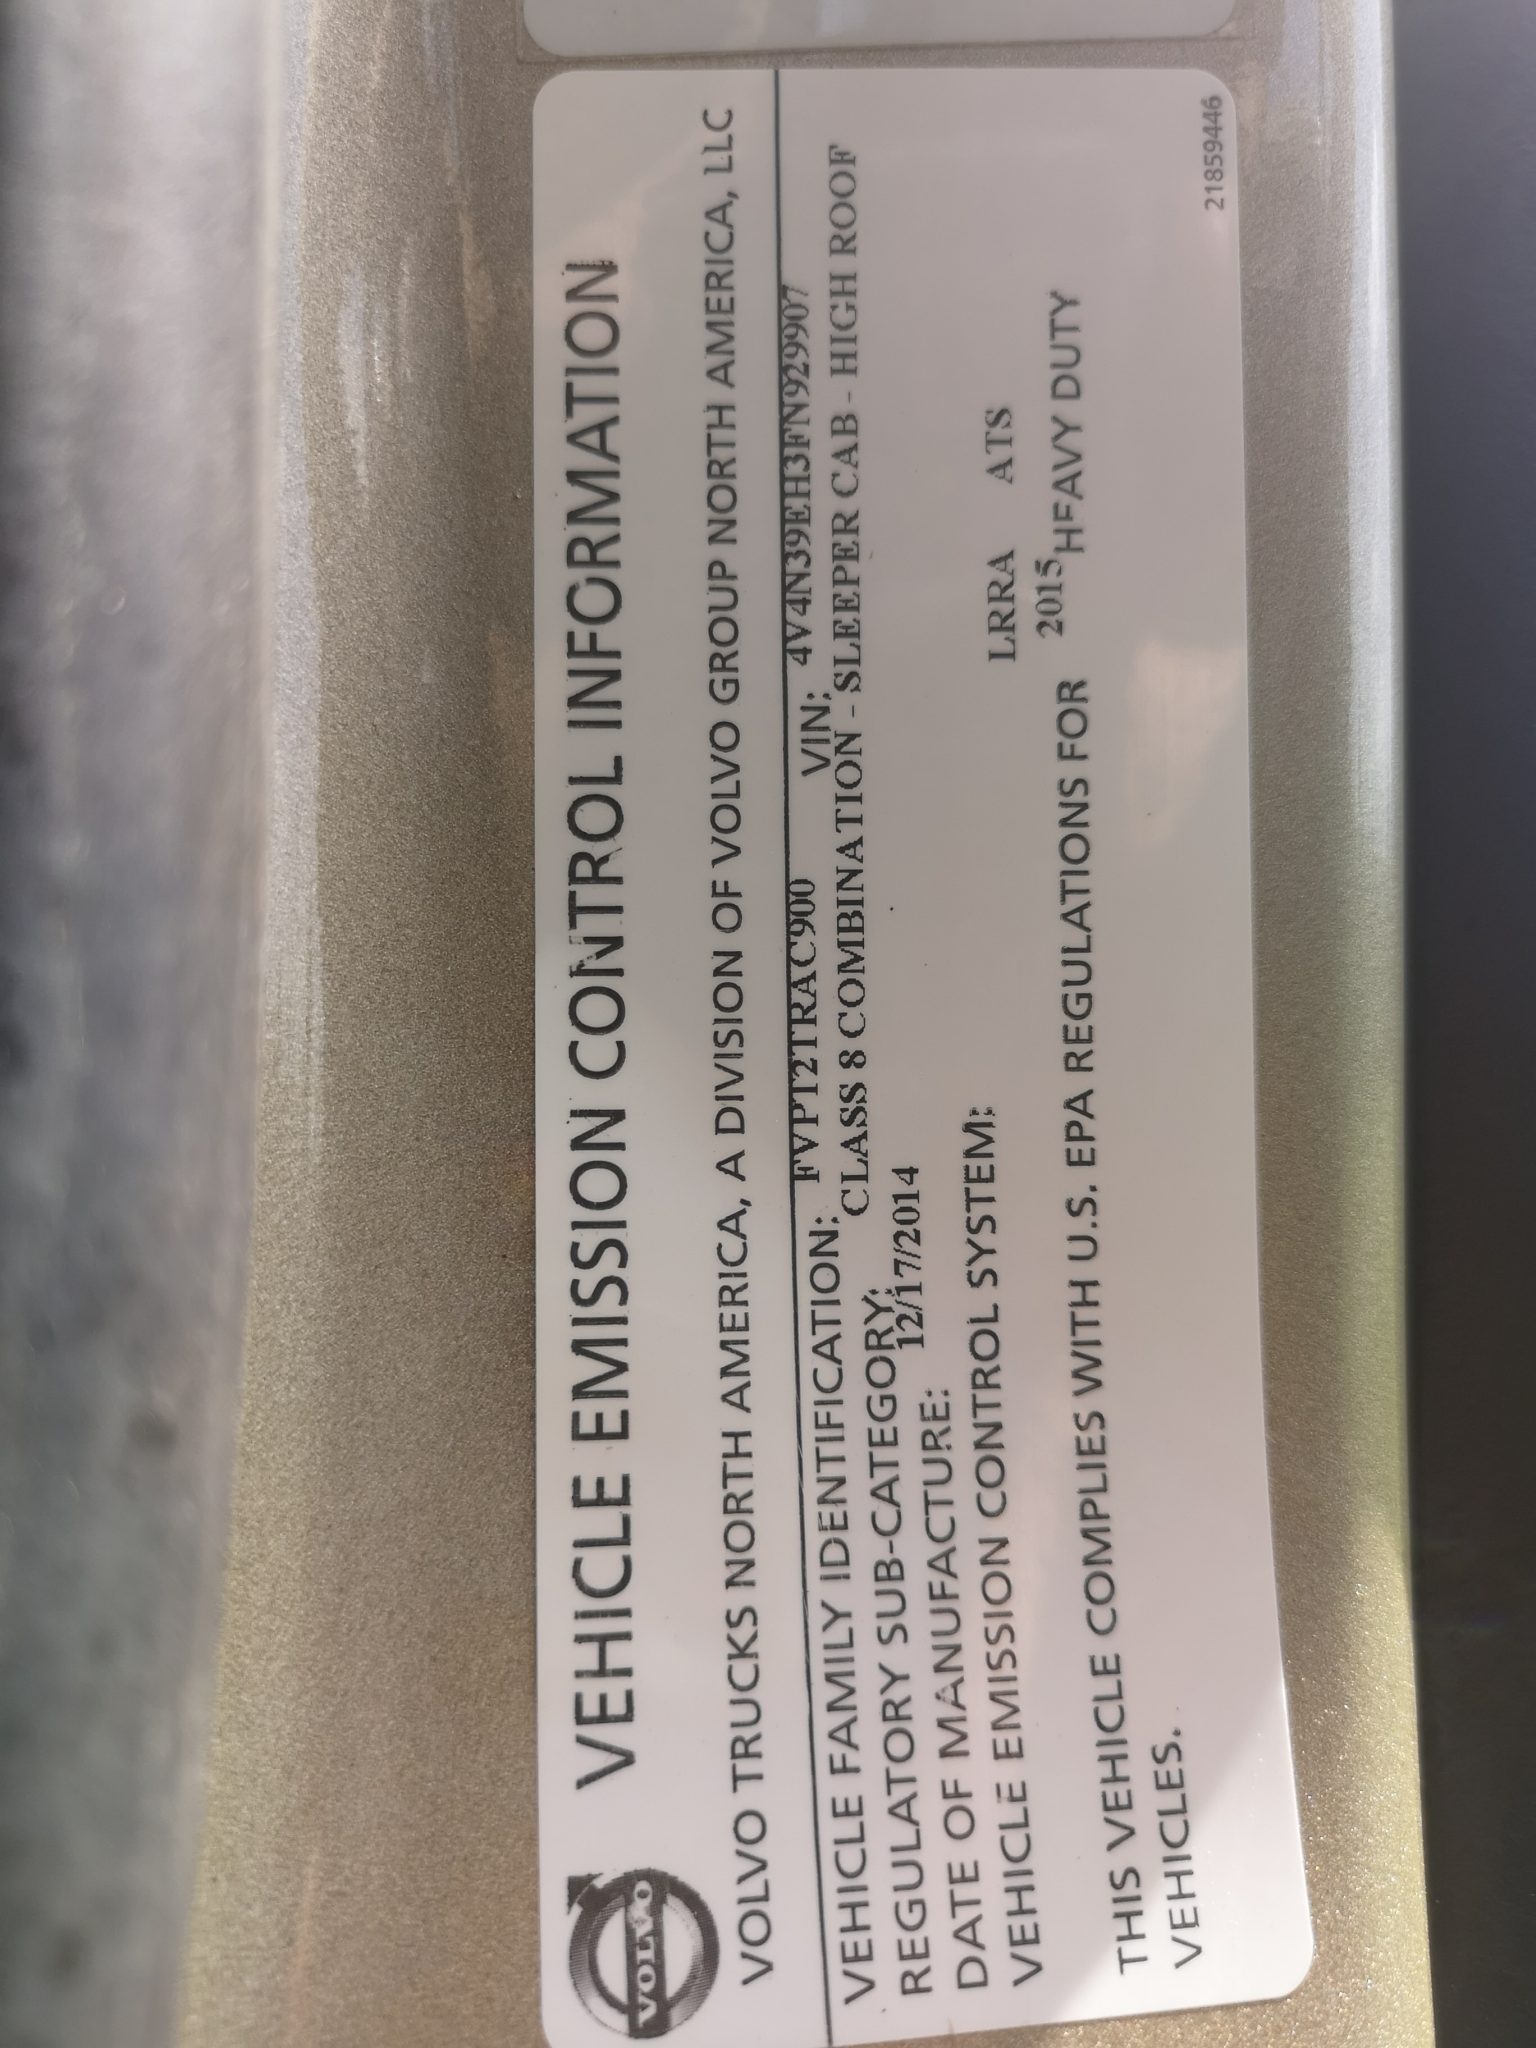 VOLVO
VEHICLE EMISSION CONTROL INFORMATION
VOLVO TRUCKS NORTH AMERICA, A DIVISION OF VOLVO GROUP NORTH AMERICA, LLC
VEHICLE FAMILY IDENTIFICATION: FVPT2TRAC900 VIN: 4V4N39EH3FN929907
REGULATORY SUB-CATEGORY: CLASS 8 COMBINATION - SLEEPER CAB - HIGH ROOF
DATE OF MANUFACTURE: 12/17/2014
VEHICLE EMISSION CONTROL SYSTEM: LRRA ATS
THIS VEHICLE COMPLIES WITH U.S. EPA REGULATIONS FOR 2015 HEAVY DUTY
VEHICLES.
21859446